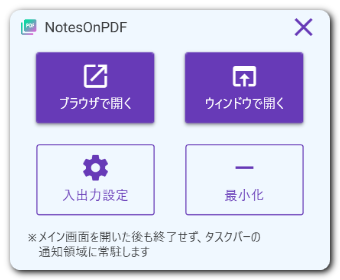 NotesOnPDF
ブラウザで開く
ウィンドウで開く
入出力設定
最小化
※メイン画面を開いた後も終了せず、タスクバーの
通知領域に常駐します